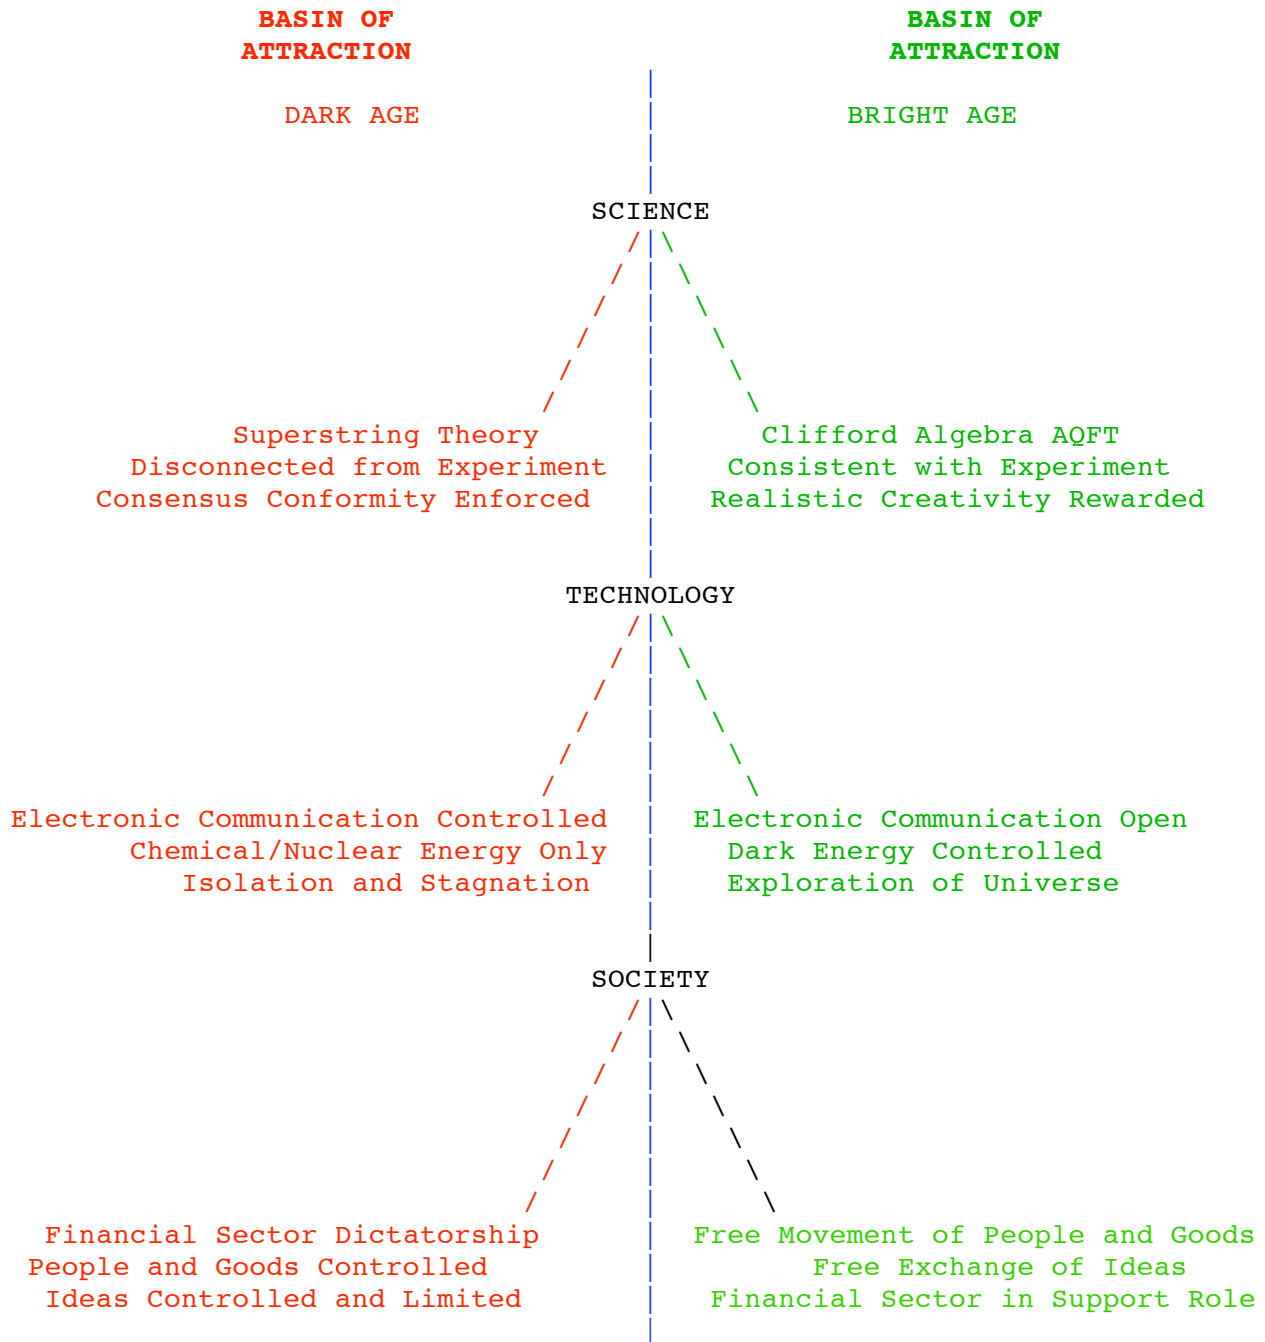 BASIN OF
ATTRACTION
BASIN OF
ATTRACTION
DARK AGE
BRIGHT AGE
SCIENCE
Superstring Theory
Disconnected from Experiment
Consensus Conformity Enforced
Clifford Algebra AQFT
Consistent with Experiment
Realistic Creativity Rewarded
TECHNOLOGY
Electronic Communication Controlled
Chemical/Nuclear Energy Only
Isolation and Stagnation
Electronic Communication Open
Dark Energy Controlled
Exploration of Universe
SOCIETY
Financial Sector Dictatorship
People and Goods Controlled
Ideas Controlled and Limited
Free Movement of People and Goods
Free Exchange of Ideas
Financial Sector in Support Role